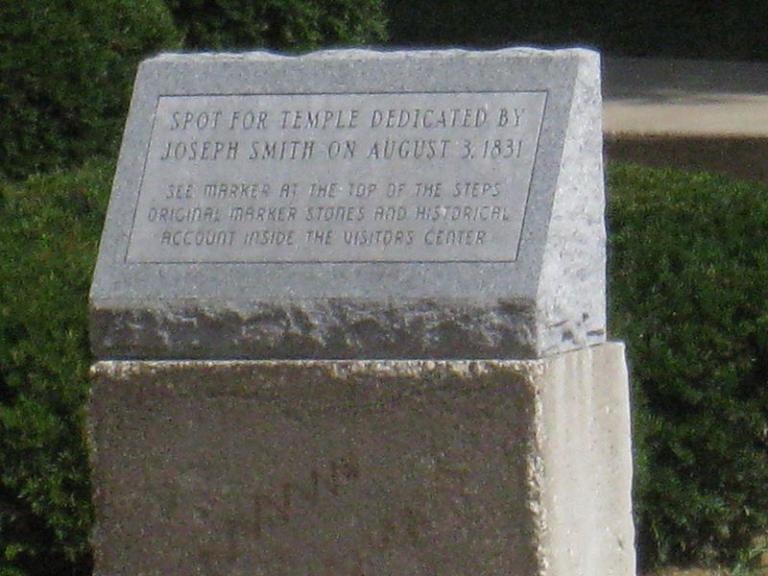 SPOT FOR TEMPLE DEDICATED BY
JOSEPH SMITH ON AUGUST 3, 1831
SEE MARKER AT THE TOP OF THE STEPS
ORIGINAL MARKER STONES AND HISTORICAL
ACCOUNT INSIDE THE VISITORS CENTER